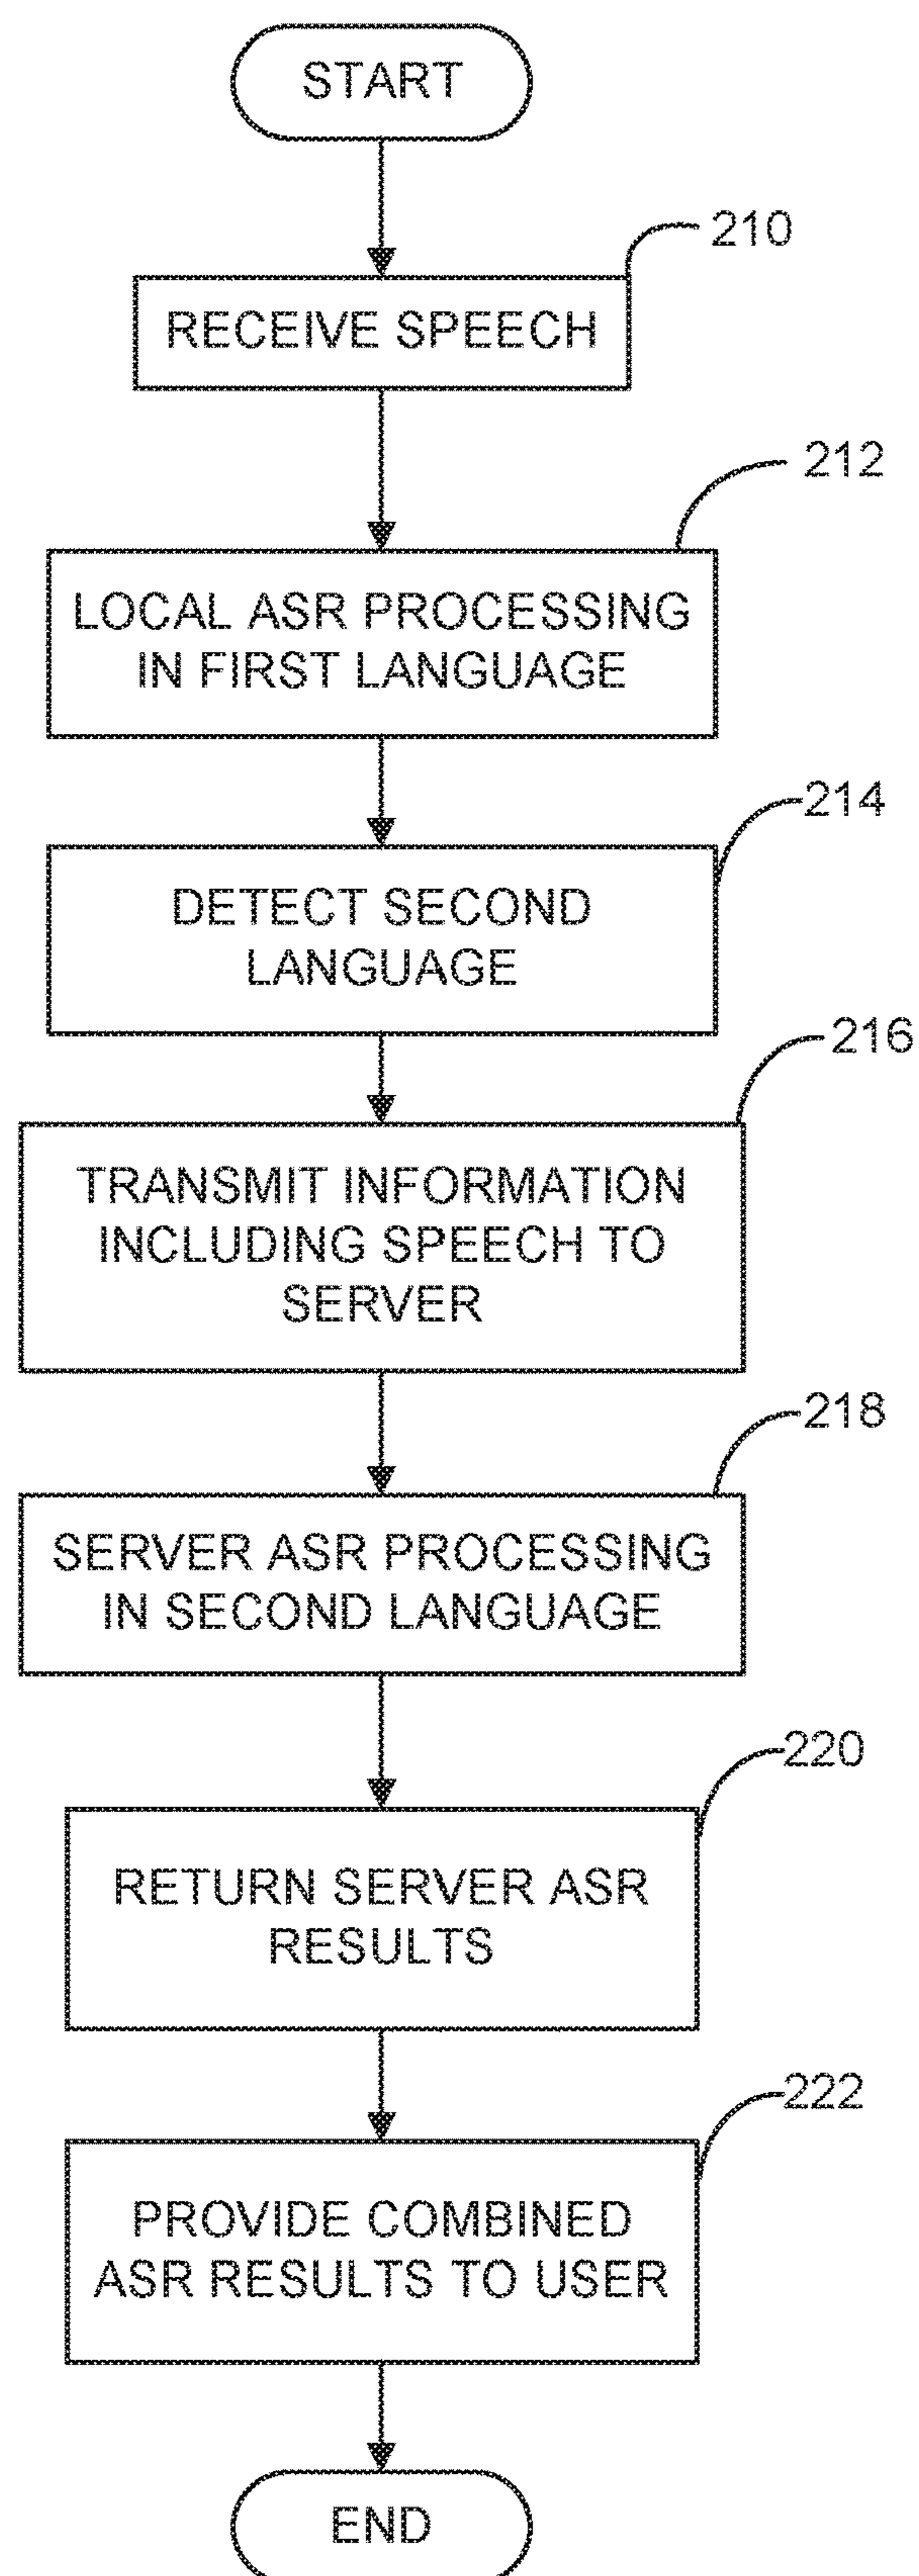 START
210
RECEIVE SPEECH
212
LOCAL ASR PROCESSING
IN FIRST LANGUAGE
214
DETECT SECOND
LANGUAGE
216
TRANSMIT INFORMATION
INCLUDING SPEECH TO
SERVER
218
SERVER ASR PROCESSING
IN SECOND LANGUAGE
220
RETURN SERVER ASR
RESULTS
222
PROVIDE COMBINED
ASR RESULTS TO USER
END